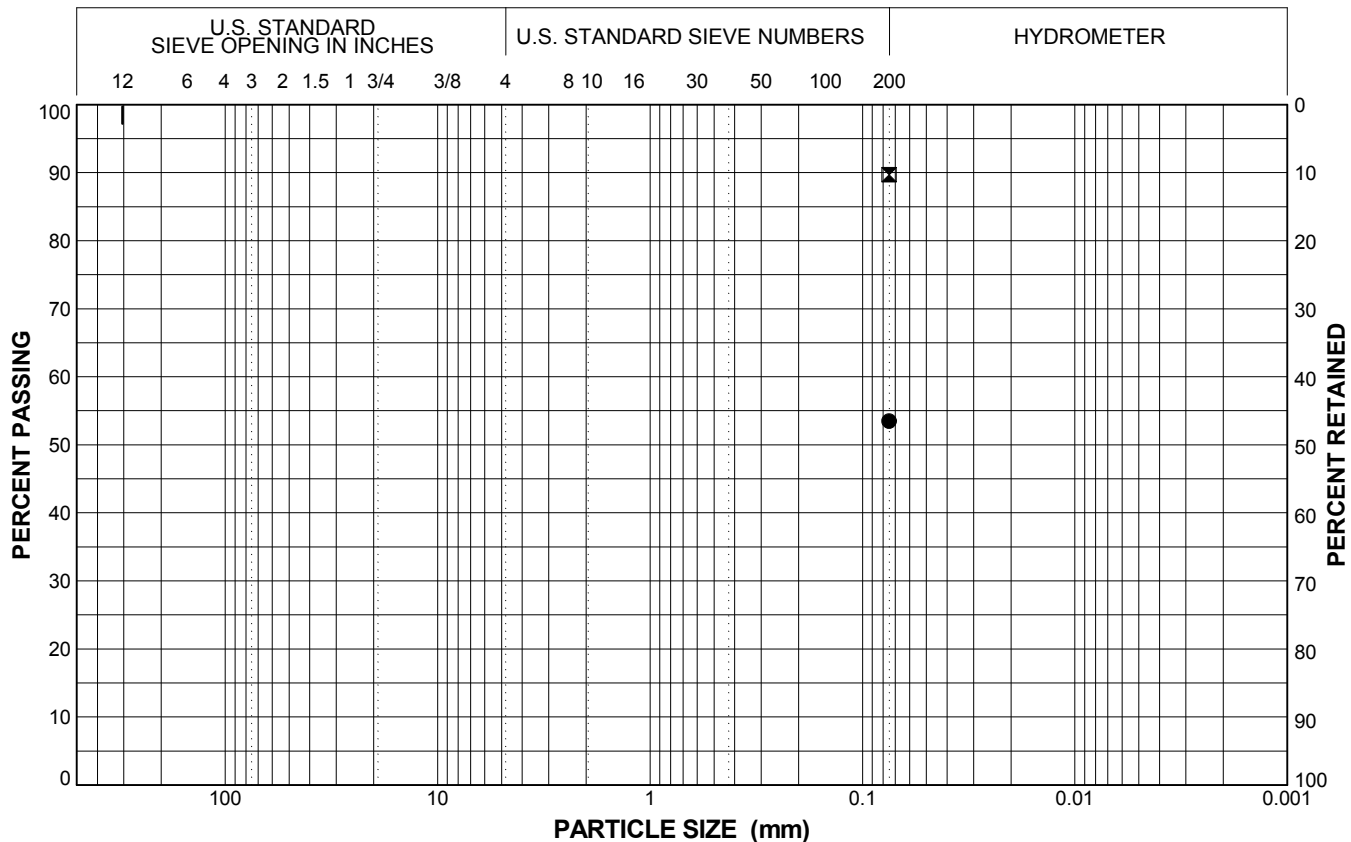 U.S. STANDARD
SIEVE OPENING IN INCHES
U.S. STANDARD SIEVE NUMBERS
HYDROMETER
12 6 4 3 2 1.5 1 3/4 3/8 4 8 10 16 30 50 100 200
100
90
80
70
60
50
40
30
20
10
0
PERCENT PASSING
0
10
20
30
40
50
60
70
80
90
100
PERCENT RETAINED
100 10 1 0.1 0.01 0.001
PARTICLE SIZE (mm)